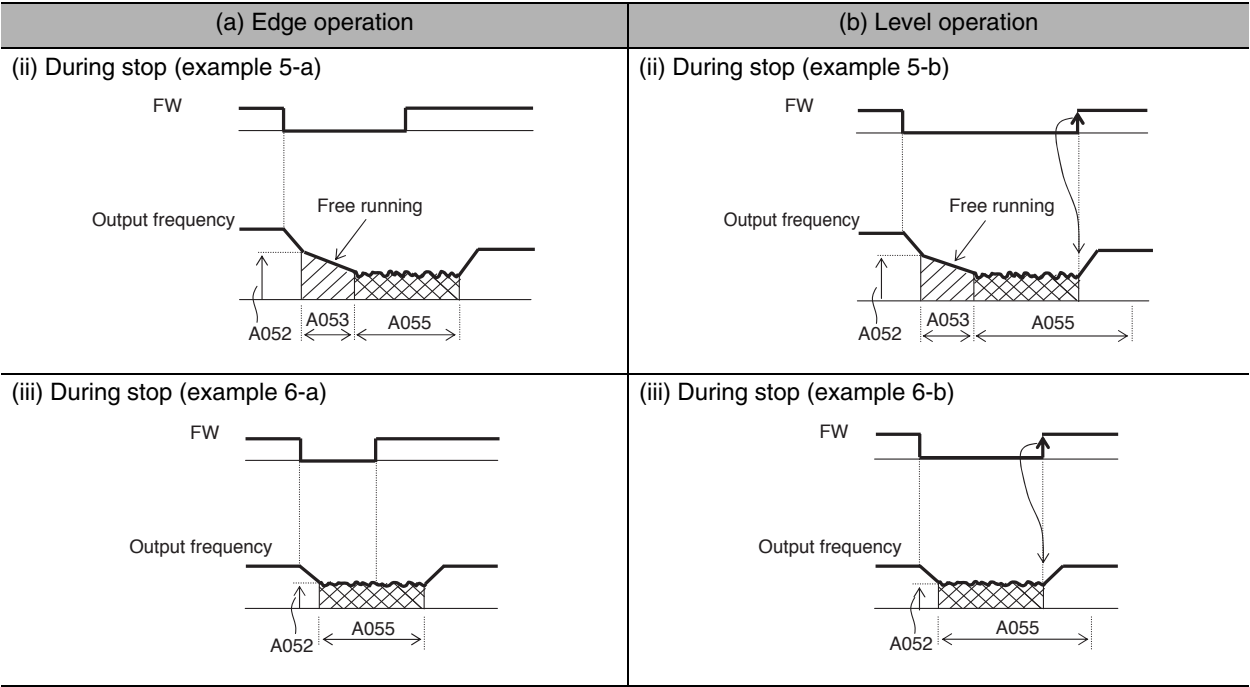 (a) Edge operation
(b) Level operation
(ii) During stop (example 5-a)
FW
Output frequency
Free running
A052
A053
A055
(ii) During stop (example 5-b)
FW
Output frequency
Free running
A052
A053
A055
(iii) During stop (example 6-a)
FW
Output frequency
A052
A055
(iii) During stop (example 6-b)
FW
Output frequency
A052
A055